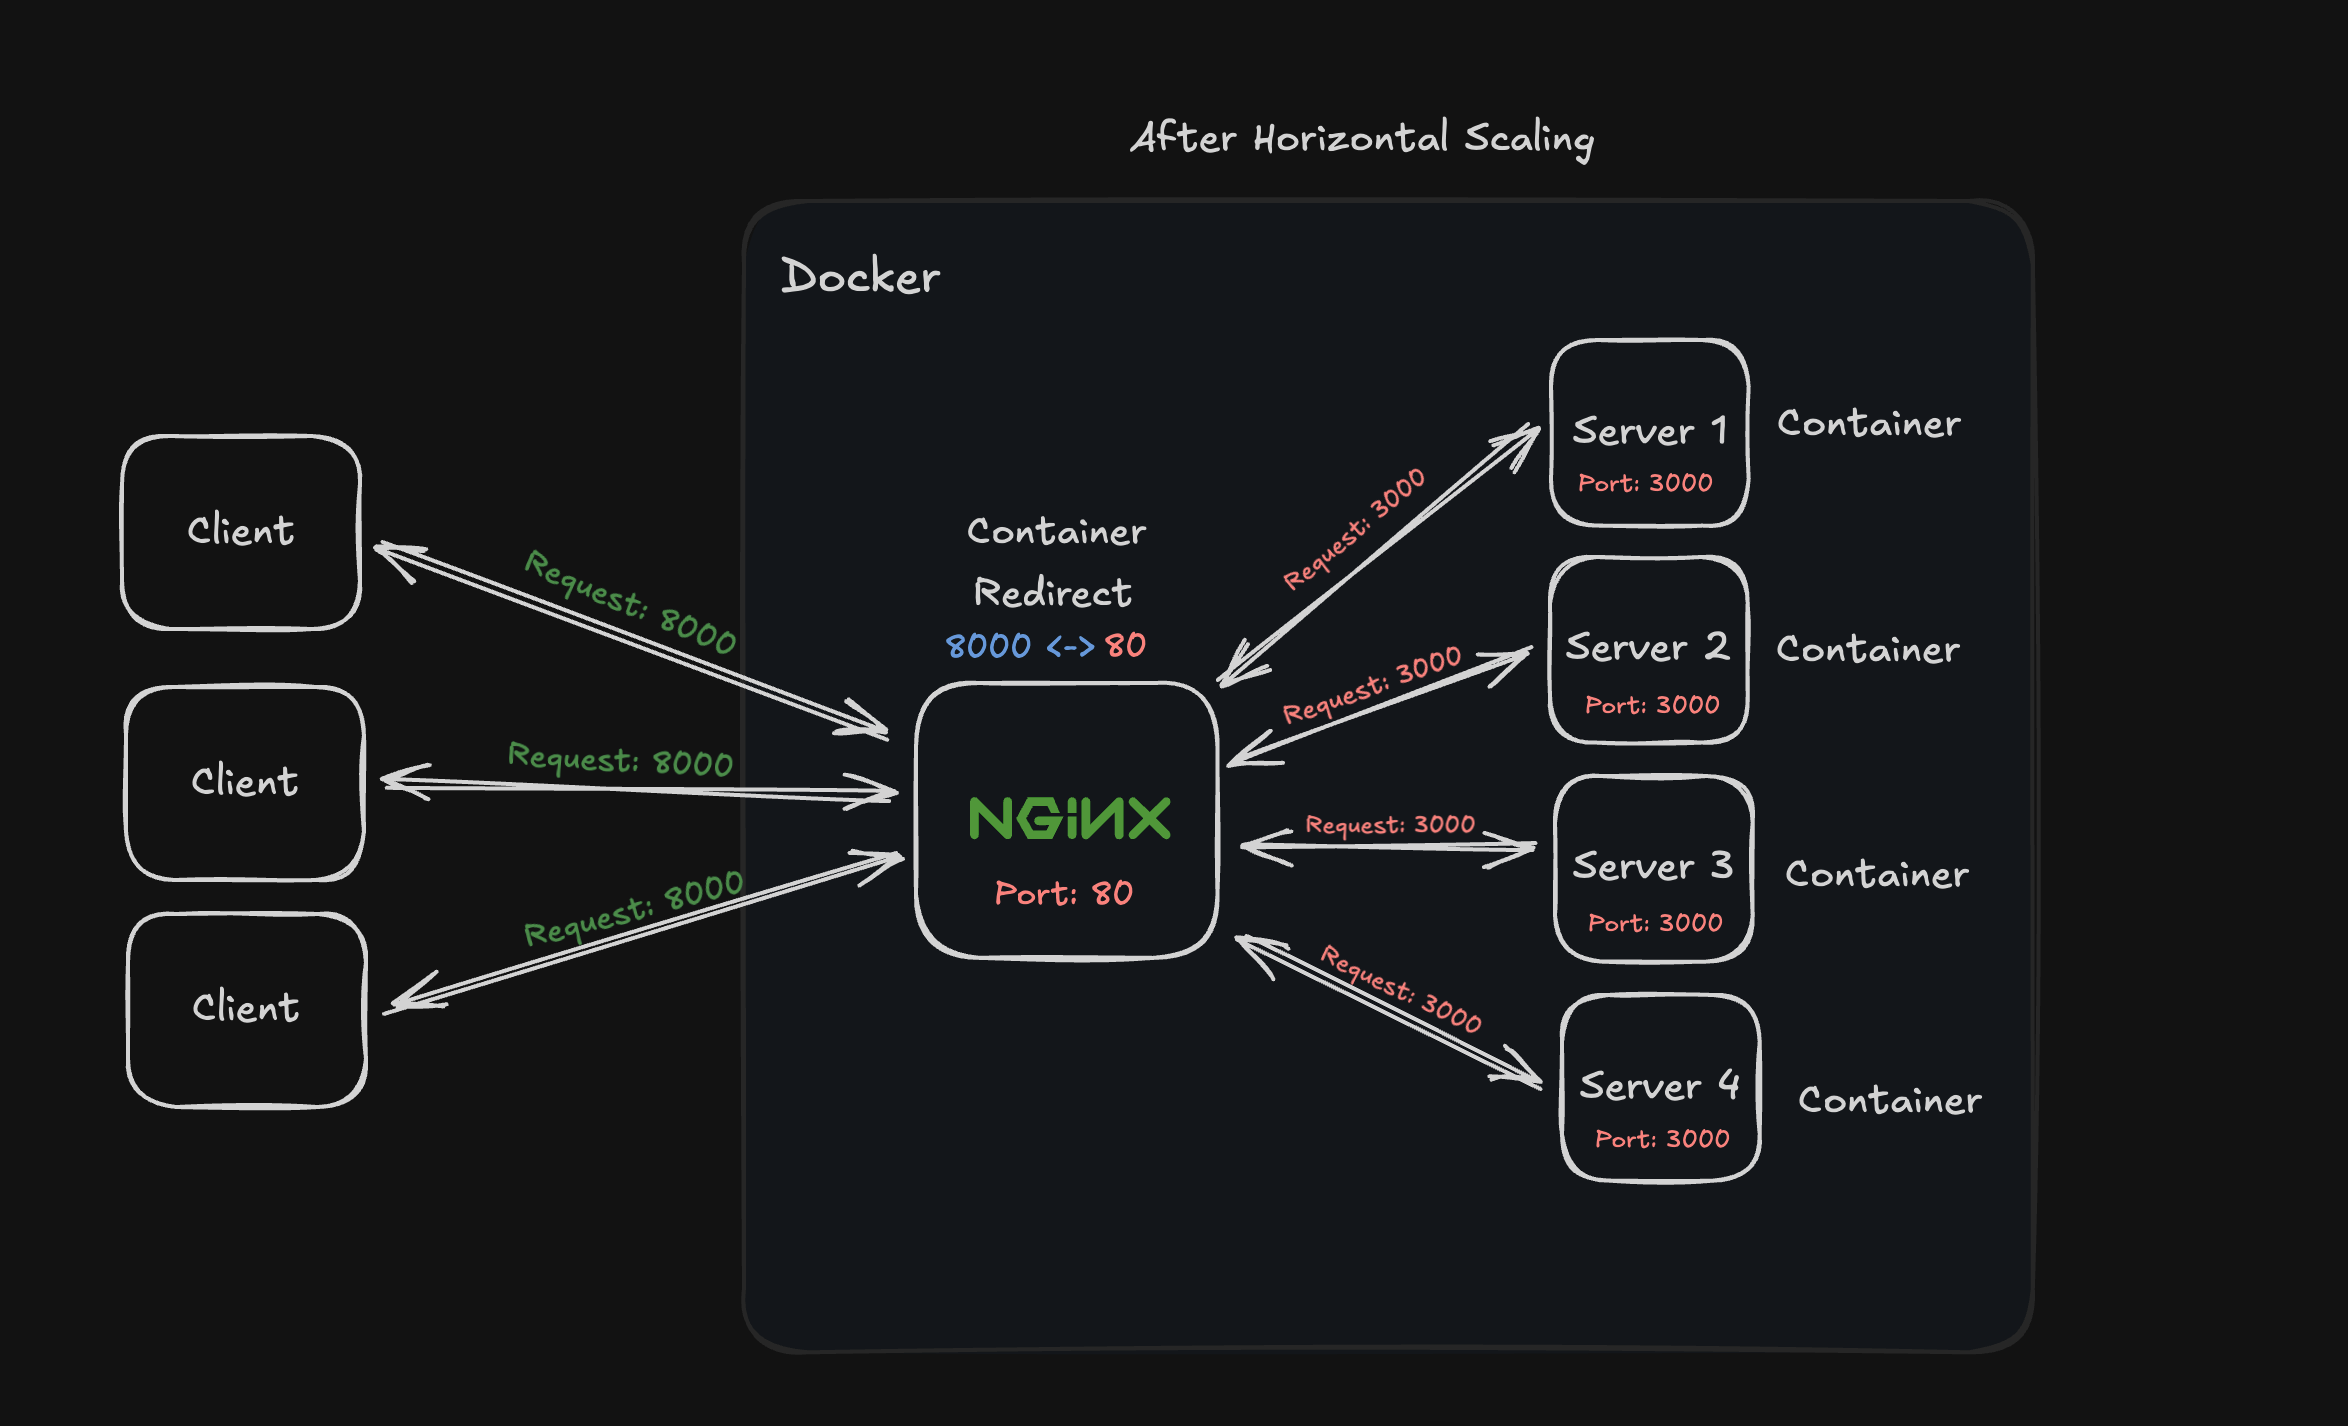 After Horizontal Scaling
Docker
Client
Client
Client
Request: 8000
Request: 8000
Request: 8000
Container
Redirect
8000 <-> 80
NGiNX
Port: 80
Request: 3000
Request: 3000
Request: 3000
Request: 3000
Server 1
Port: 3000
Container
Server 2
Port: 3000
Container
Server 3
Port: 3000
Container
Server 4
Port: 3000
Container